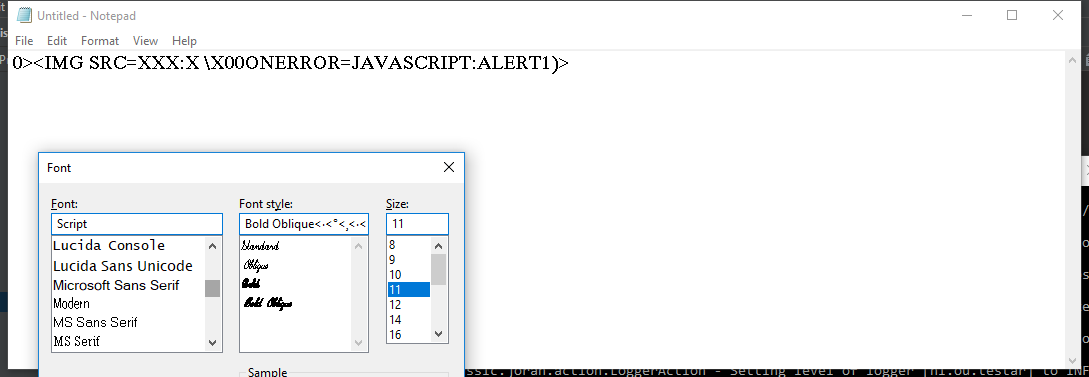 Untitled - Notepad
File Edit Format View Help
0><IMG SRC=XXX:X \X00ONERROR=JAVASCRIPT:ALERT1)>
Font
Font: Font style: Size:
Script Bold Oblique<·<°<,<·< 11
Lucida Console
Lucida Sans Unicode
Microsoft Sans Serif
Modern
MS Sans Serif
MS Serif
Standard
Oblique
Bold
Bold Oblique
8
9
10
11
12
14
16
Sample
ssic.joran.action.LoggerAction - Setting level of logger [nl.ou.testar] to INF